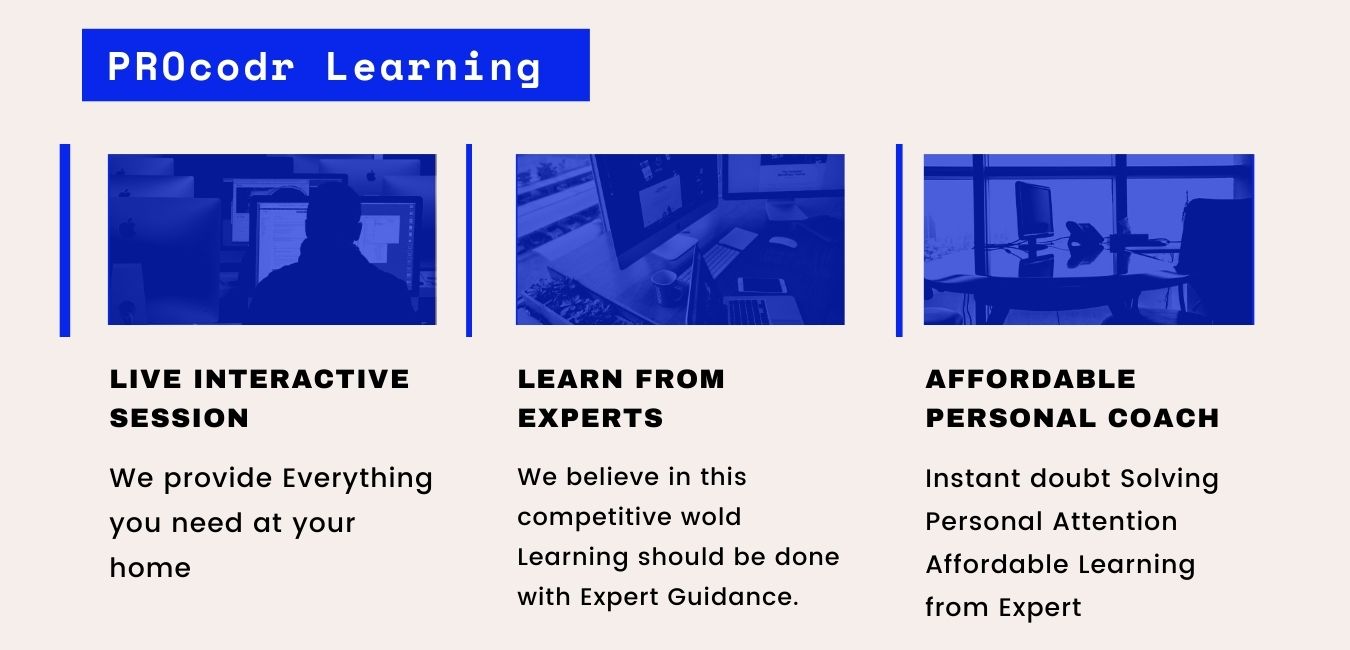 PROcodr Learning
LIVE INTERACTIVE
SESSION
We provide Everything
you need at your
home
LEARN FROM
EXPERTS
We believe in this
competitive wold
Learning should be done
with Expert Guidance.
AFFORDABLE
PERSONAL COACH
Instant doubt Solving
Personal Attention
Affordable Learning
from Expert